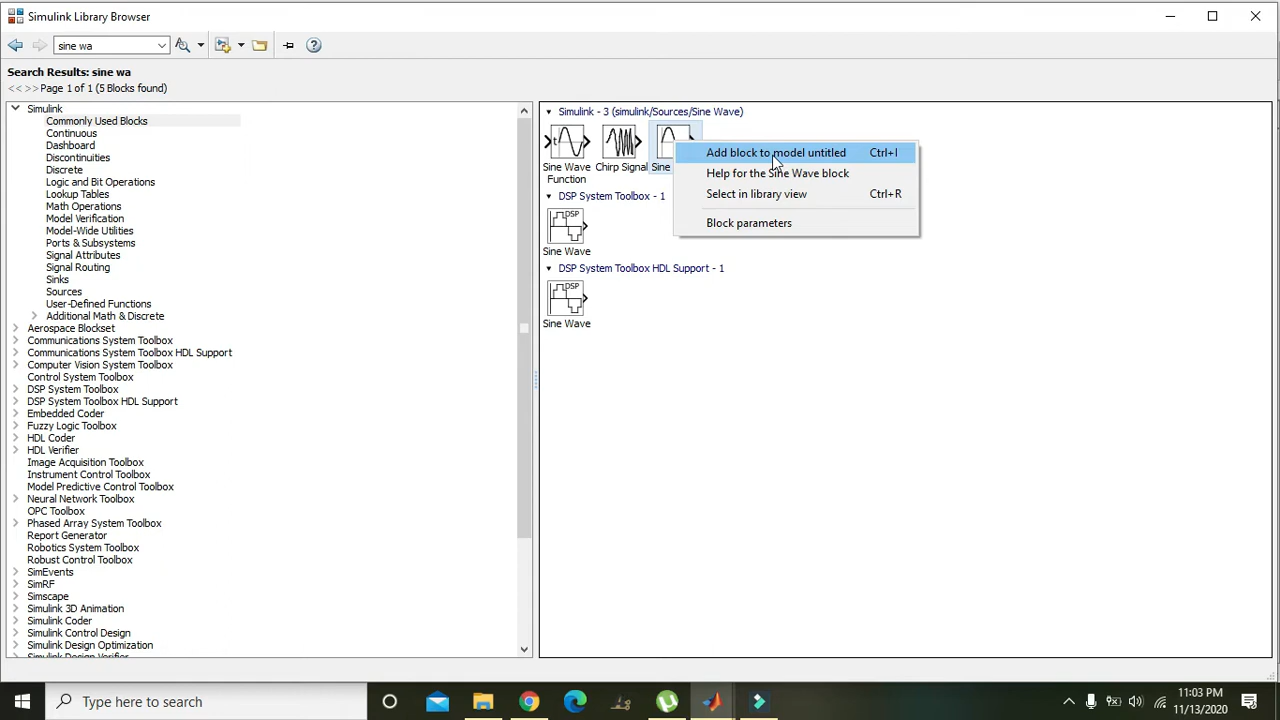 Simulink Library Browser
sine wa
Search Results: sine wa
<< >> Page 1 of 1 (5 Blocks found)
Simulink
Commonly Used Blocks
Continuous
Dashboard
Discontinuities
Discrete
Logic and Bit Operations
Lookup Tables
Math Operations
Model Verification
Model-Wide Utilities
Ports & Subsystems
Signal Attributes
Signal Routing
Sinks
Sources
User-Defined Functions
Additional Math & Discrete
Aerospace Blockset
Communications System Toolbox
Communications System Toolbox HDL Support
Computer Vision System Toolbox
Control System Toolbox
DSP System Toolbox
DSP System Toolbox HDL Support
Embedded Coder
Fuzzy Logic Toolbox
HDL Coder
HDL Verifier
Image Acquisition Toolbox
Instrument Control Toolbox
Model Predictive Control Toolbox
Neural Network Toolbox
OPC Toolbox
Phased Array System Toolbox
Report Generator
Robotics System Toolbox
Robust Control Toolbox
SimEvents
SimRF
Simscape
Simulink 3D Animation
Simulink Coder
Simulink Control Design
Simulink Design Optimization
Simulink Design Verifier
Simulink - 3 (simulink/Sources/Sine Wave)
t
Sine Wave
Function
Chirp Signal
Sine
Add block to model untitled Ctrl+I
Help for the Sine Wave block
Select in library view Ctrl+R
Block parameters
DSP System Toolbox - 1
DSP
Sine Wave
DSP System Toolbox HDL Support - 1
DSP
Sine Wave
Type here to search
11:03 PM
11/13/2020